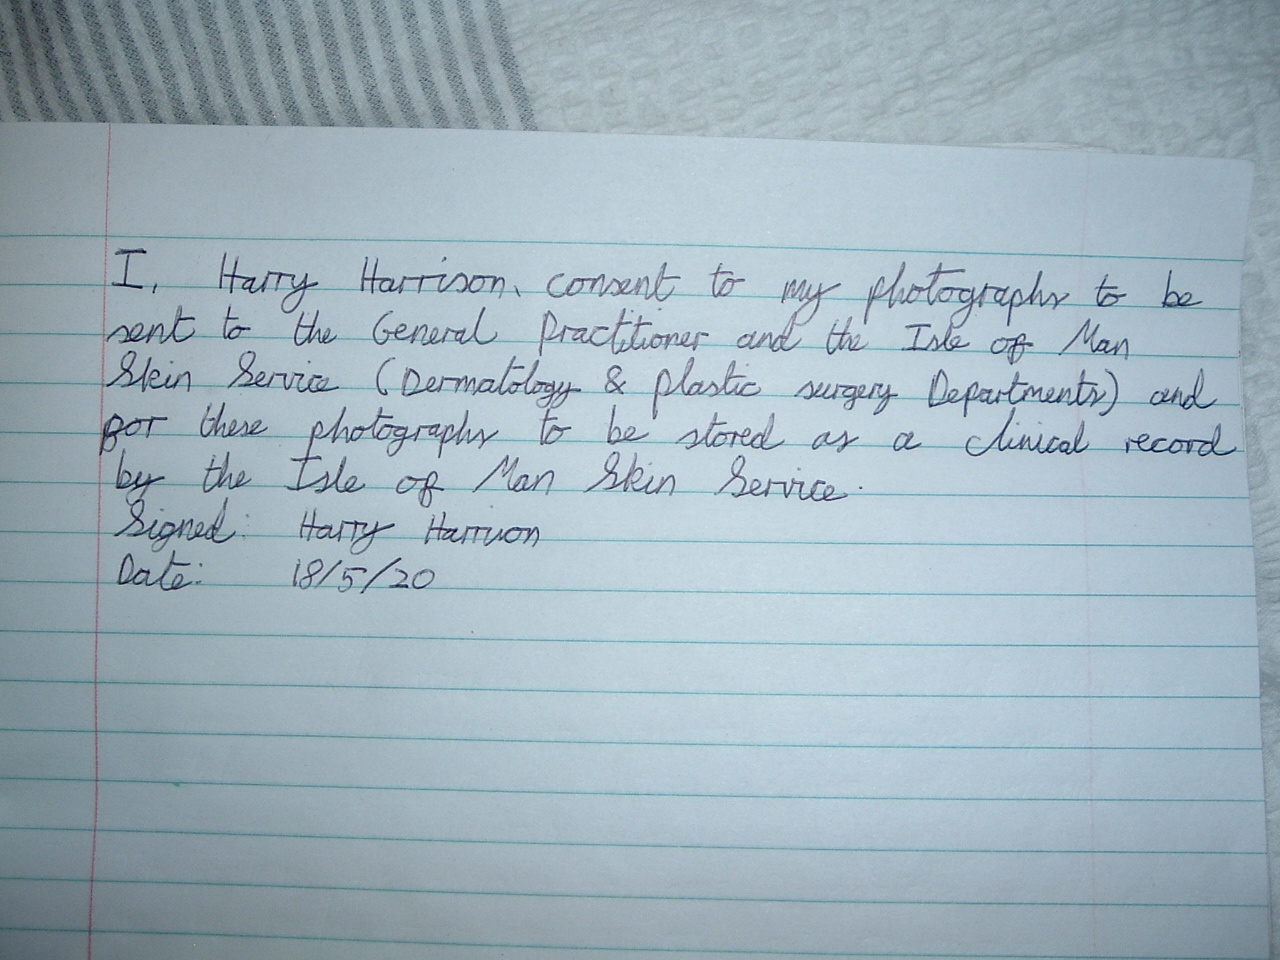 I, Harry Harrison, consent to my photographs to be
sent to the General Practitioner and the Isle of Man
Skin Service (Dermatology & plastic surgery Departments) and
for these photographs to be stored as a clinical record
by the Isle of Man Skin Service.
Signed: Harry Harrison
Date: 18/5/20